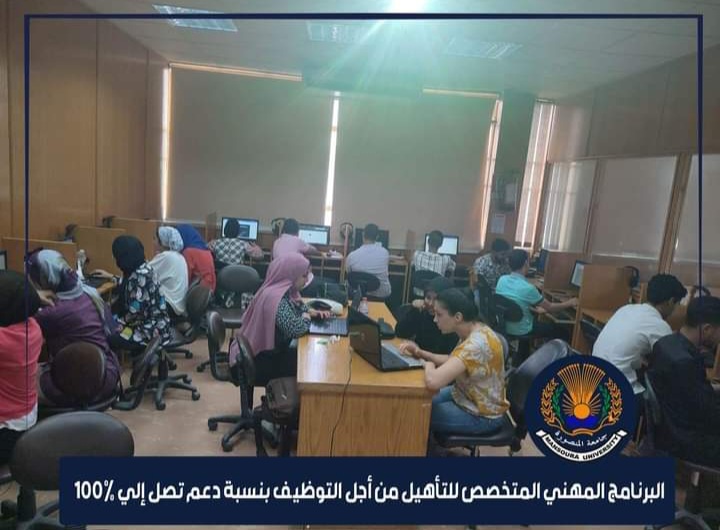 جامعة المنصورة
MANSOURA UNIVERSITY
البرنامج المهني المتخصص للتأهيل من أجل التوظيف بنسبة دعم تصل إلي %100